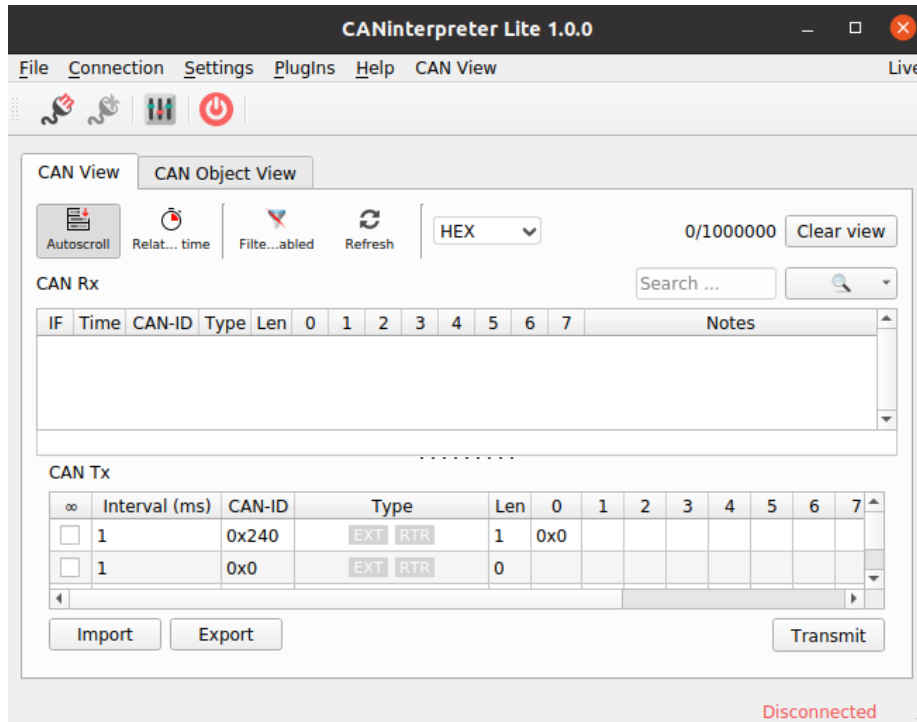 CANinterpreter Lite 1.0.0
File Connection Settings PlugIns Help CAN View Live
CAN View CAN Object View
Autoscroll Relat... time Filte...abled Refresh HEX 0/1000000 Clear view
CAN Rx Search ...
IF Time CAN-ID Type Len 0 1 2 3 4 5 6 7 Notes
CAN Tx
∞ Interval (ms) CAN-ID Type Len 0 1 2 3 4 5 6 7
1 0x240 EXT RTR 1 0x0
1 0x0 EXT RTR 0
Import Export Transmit
Disconnected